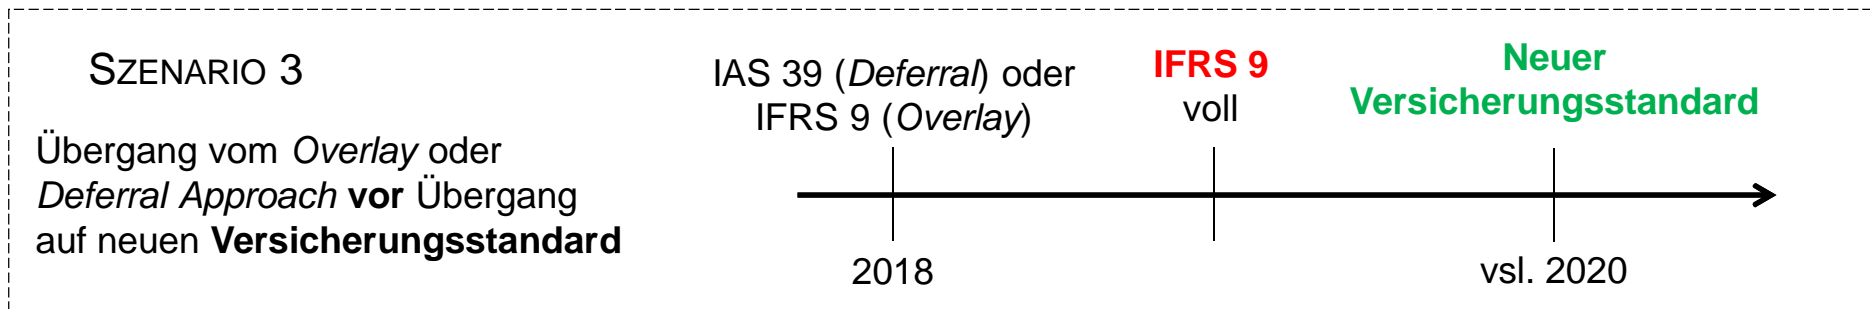 SZENARIO 3
Übergang vom Overlay oder
Deferral Approach vor Übergang
auf neuen Versicherungsstandard
IAS 39 (Deferral) oder
IFRS 9 (Overlay)
IFRS 9
voll
Neuer
Versicherungsstandard
2018
vsl. 2020